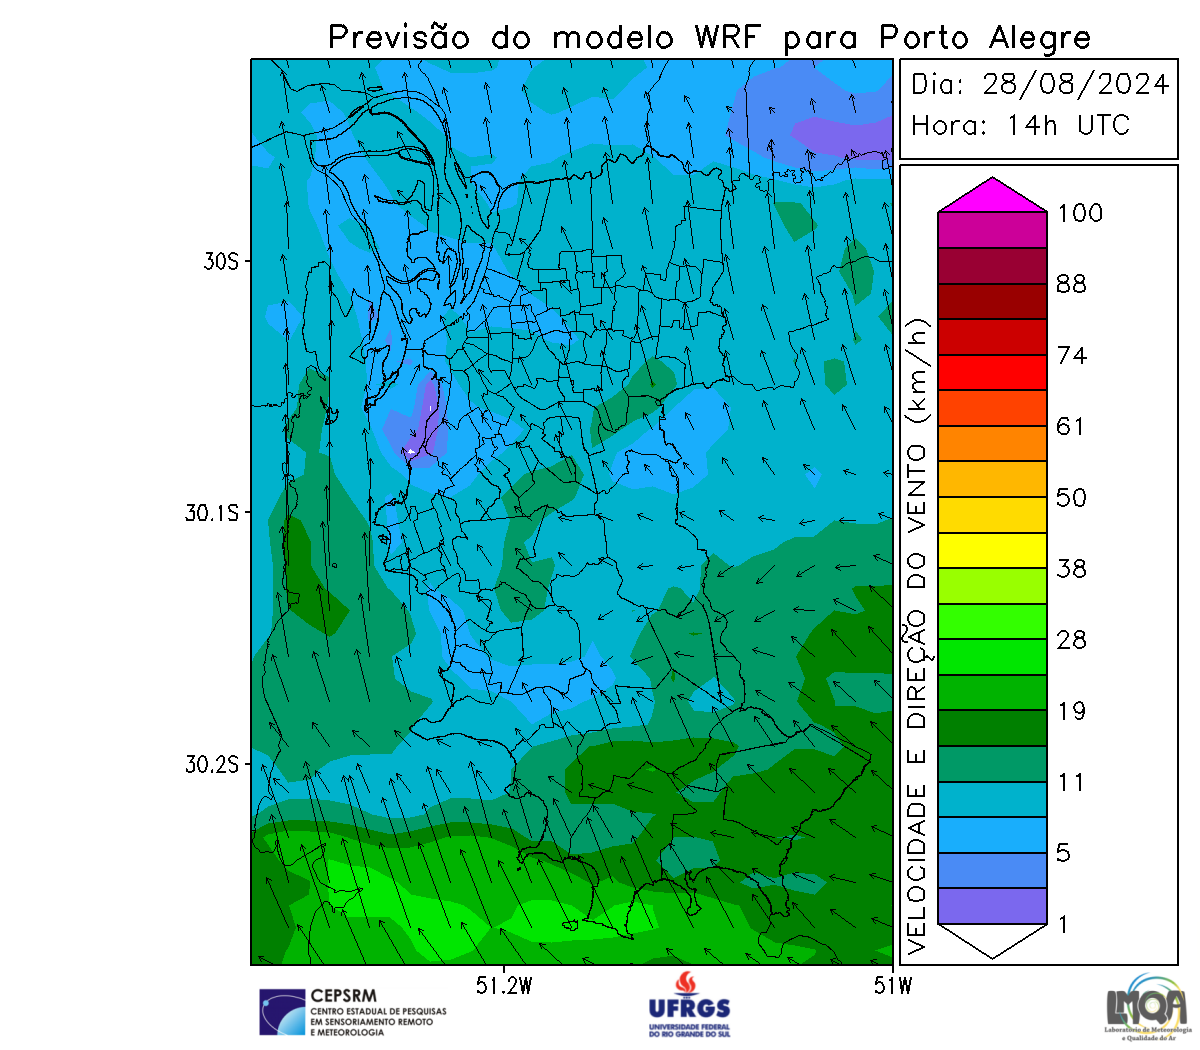 Previsão do modelo WRF para Porto Alegre
Dia: 28/08/2024
Hora: 14h UTC
30S
30.1S
30.2S
51.2W
51W
VELOCIDADE E DIREÇÃO DO VENTO (km/h)
100
88
74
61
50
38
28
19
11
5
1
CEPSRM
CENTRO ESTADUAL DE PESQUISAS
EM SENSORIAMENTO REMOTO
E METEOROLOGIA
UFRGS
UNIVERSIDADE FEDERAL
DO RIO GRANDE DO SUL
LMQA
Laboratório de Meteorologia
e Qualidade do Ar